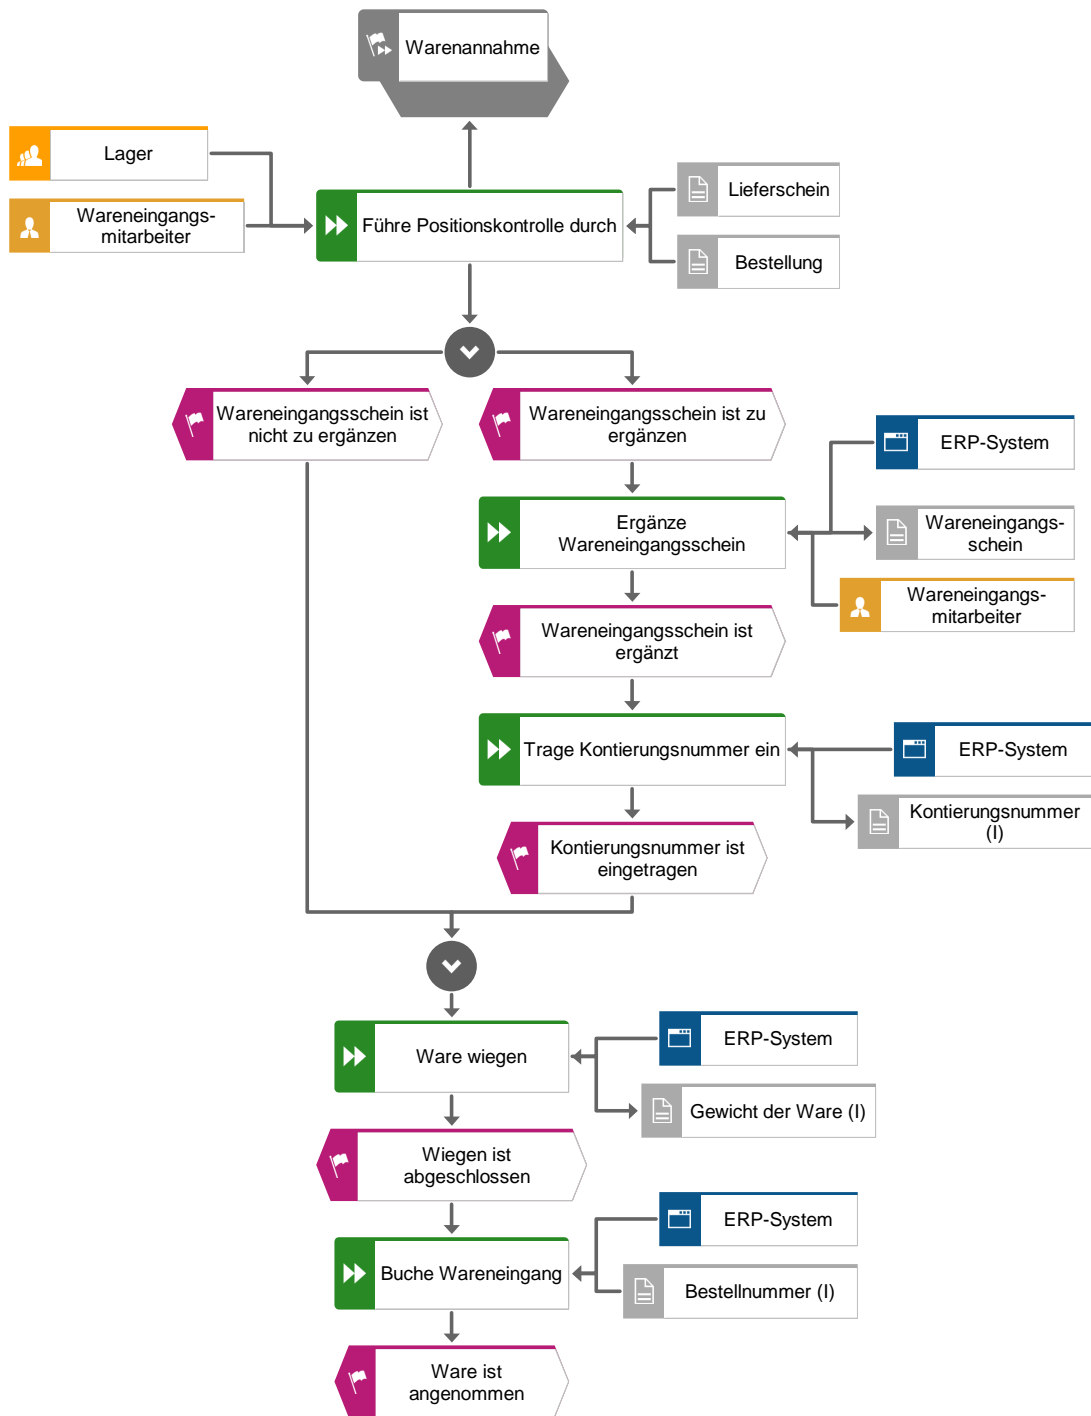 Warenannahme
Lager
Wareneingangs-
mitarbeiter
Führe Positionskontrolle durch
Lieferschein
Bestellung
Wareneingangsschein ist
nicht zu ergänzen
Wareneingangsschein ist zu
ergänzen
ERP-System
Ergänze
Wareneingangsschein
Wareneingangs-
schein
Wareneingangs-
mitarbeiter
Wareneingangsschein ist
ergänzt
Trage Kontierungsnummer ein
ERP-System
Kontierungsnummer
(I)
Kontierungsnummer ist
eingetragen
Ware wiegen
ERP-System
Gewicht der Ware (I)
Wiegen ist
abgeschlossen
ERP-System
Buche Wareneingang
Bestellnummer (I)
Ware ist
angenommen